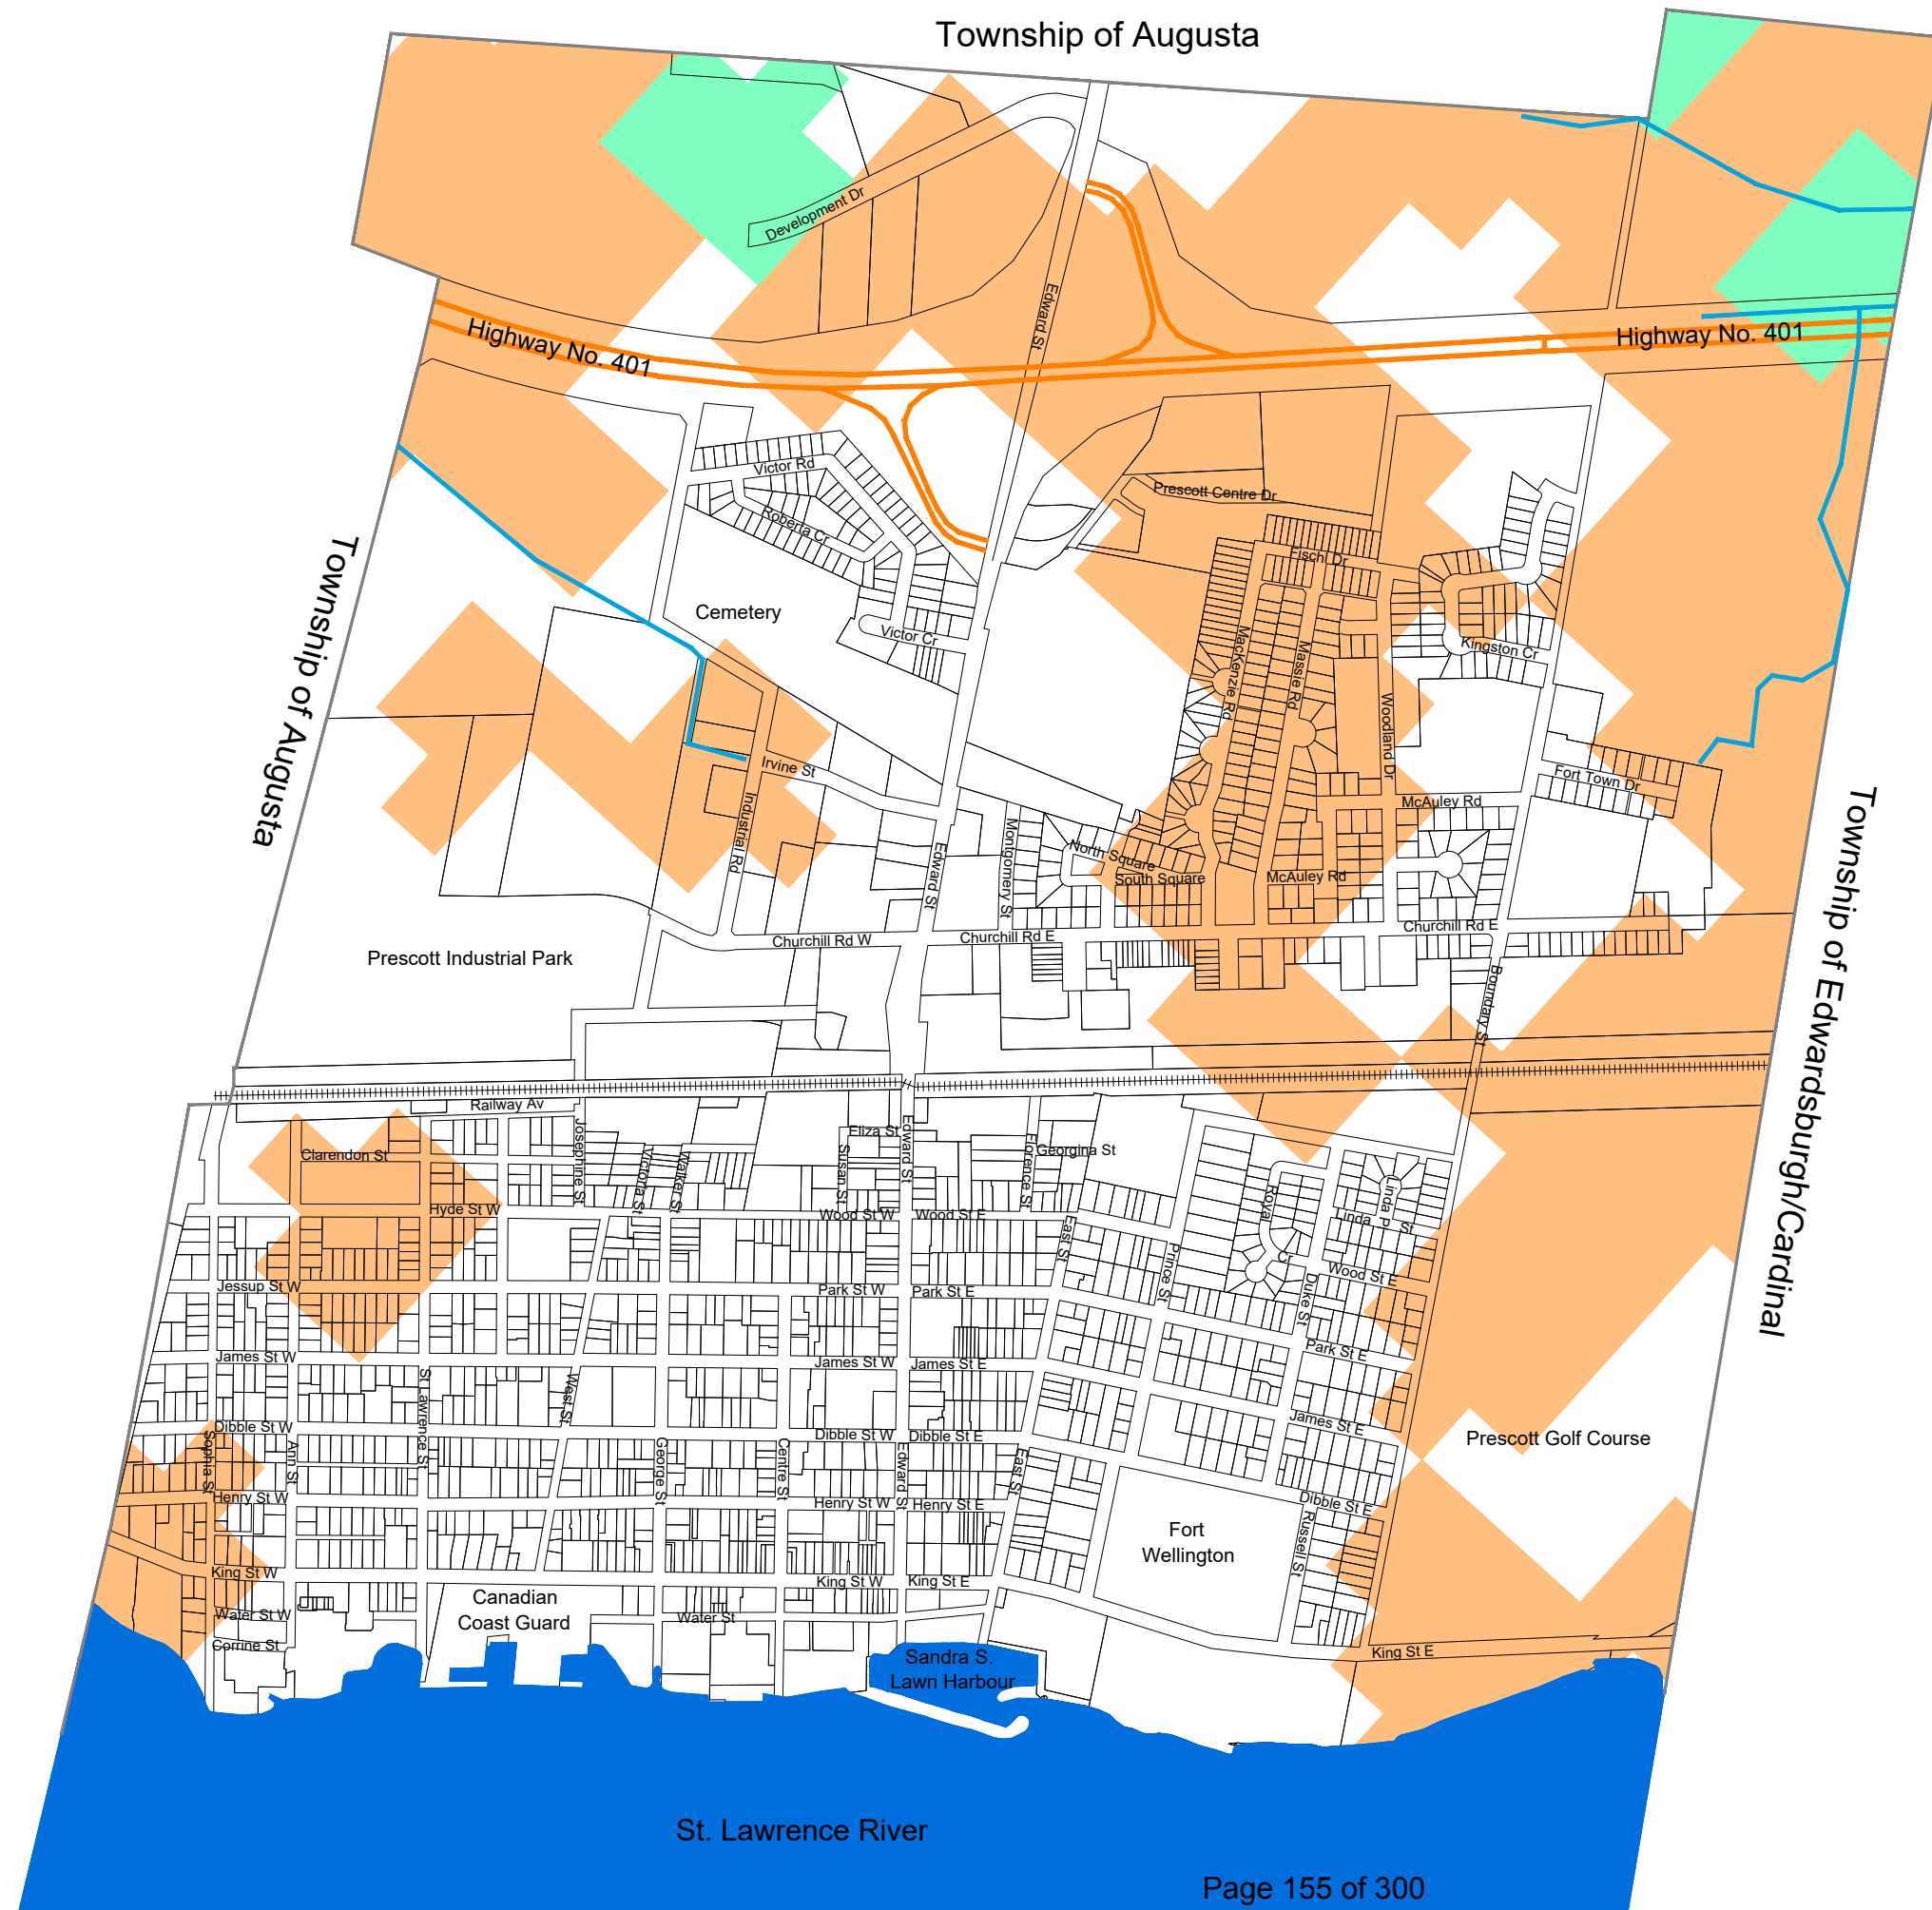 Township of Augusta
Development Dr
Edward St
Highway No. 401
Highway No. 401
Victor Rd
Roberta Cr
Prescott Centre Dr
Fischl Dr
Township of Augusta
Cemetery
Victor Cr
MacKenzie Rd
Massie Rd
Kingston Cr
Woodland Dr
Irvine St
Industrial Rd
Fort Town Dr
McAuley Rd
Township of Edwardsburgh/Cardinal
Montgomery St
Edward St
North Square
South Square
McAuley Rd
Churchill Rd W
Churchill Rd E
Churchill Rd E
Prescott Industrial Park
Boundary St
Railway Av
Josephine St
Eliza St
Edward St
Florence St
Georgina St
Clarendon St
Victoria St
Walker St
Susan St
Linda Pl
Royal
Cr
Hyde St W
Wood St W
Wood St E
Linda
St
East St
Prince St
Duke St
Wood St E
Jessup St W
Park St W
Park St E
James St W
James St W
James St E
Park St E
St Lawrence St
West St
James St E
Dibble St W
Dibble St W
Dibble St E
Prescott Golf Course
Sophia St
Ann St
George St
Centre St
Edward St
East St
Henry St W
Henry St W
Henry St E
Dibble St E
Russell St
Fort
Wellington
King St W
King St W
King St E
Canadian
Coast Guard
Water St W
Water St
Corrine St
King St E
Sandra S.
Lawn Harbour
St. Lawrence River
Page 155 of 300